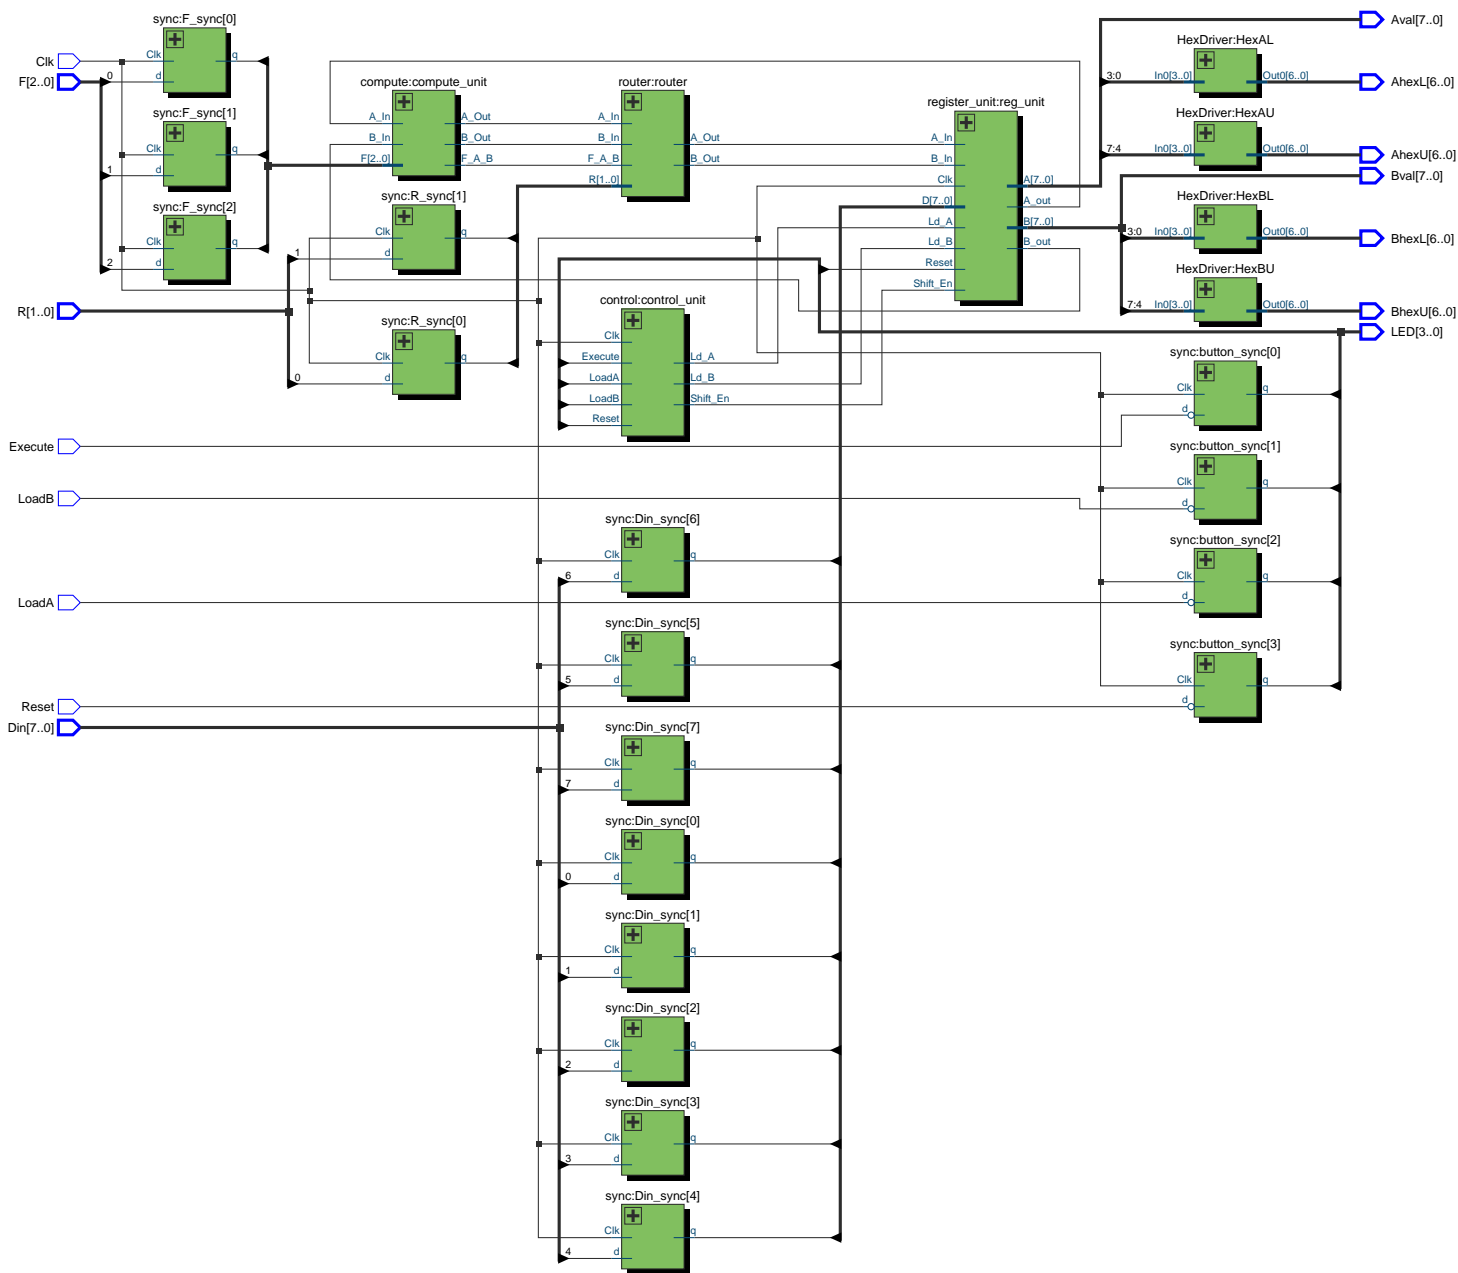 sync:F_sync[0]
Clk
q
d
0
sync:F_sync[1]
Clk
q
d
1
sync:F_sync[2]
Clk
q
d
2
Clk
F[2..0]
R[1..0]
Execute
LoadB
LoadA
Reset
Din[7..0]
compute:compute_unit
A_In
B_In
F[2..0]
A_Out
B_Out
F_A_B
sync:R_sync[1]
Clk
q
d
1
sync:R_sync[0]
Clk
q
d
0
router:router
A_In
B_In
F_A_B
R[1..0]
A_Out
B_Out
control:control_unit
Clk
Execute
LoadA
LoadB
Reset
Ld_A
Ld_B
Shift_En
register_unit:reg_unit
A_In
B_In
Clk
D[7..0]
Ld_A
Ld_B
Reset
Shift_En
A[7..0]
A_out
B[7..0]
B_out
HexDriver:HexAL
3:0
In0[3..0]
Out0[6..0]
HexDriver:HexAU
7:4
In0[3..0]
Out0[6..0]
HexDriver:HexBL
3:0
In0[3..0]
Out0[6..0]
HexDriver:HexBU
7:4
In0[3..0]
Out0[6..0]
Aval[7..0]
AhexL[6..0]
AhexU[6..0]
Bval[7..0]
BhexL[6..0]
BhexU[6..0]
LED[3..0]
sync:button_sync[0]
Clk
q
d
sync:button_sync[1]
Clk
q
d
sync:button_sync[2]
Clk
q
d
sync:button_sync[3]
Clk
q
d
sync:Din_sync[6]
Clk
q
d
6
sync:Din_sync[5]
Clk
q
d
5
sync:Din_sync[7]
Clk
q
d
7
sync:Din_sync[0]
Clk
q
d
0
sync:Din_sync[1]
Clk
q
d
1
sync:Din_sync[2]
Clk
q
d
2
sync:Din_sync[3]
Clk
q
d
3
sync:Din_sync[4]
Clk
q
d
4